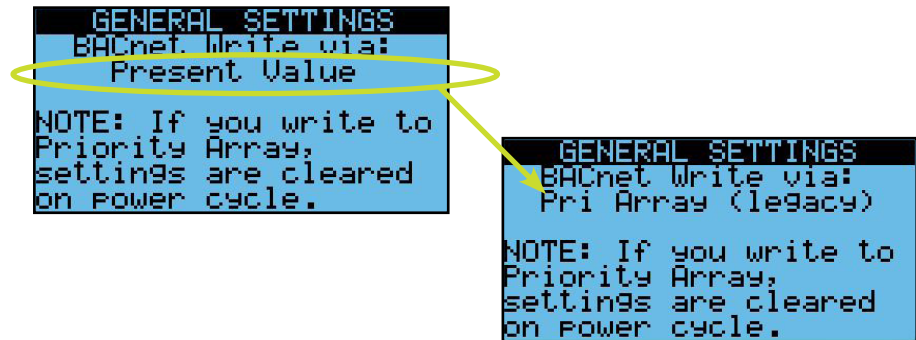 GENERAL SETTINGS
BACnet Write via:
Present Value
NOTE: If you write to
Priority Array,
settings are cleared
on power cycle.
GENERAL SETTINGS
BACnet Write via:
Pri Array (legacy)
NOTE: If you write to
Priority Array,
settings are cleared
on power cycle.